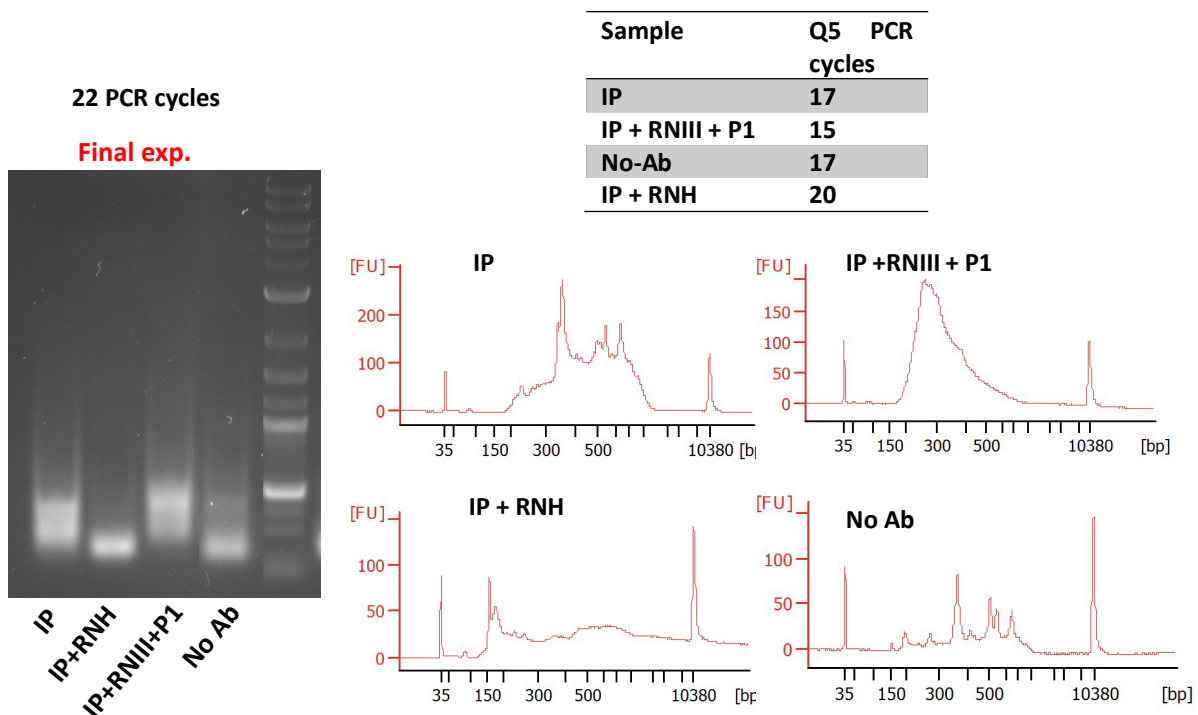 Sample Q5 PCR cycles
IP 17
IP + RNIII + P1 15
No-Ab 17
IP + RNH 20
22 PCR cycles
Final exp.
IP
IP+RNH
IP+RNIII+P1
No Ab
IP
[FU]
200
100
0
35 150 300 500 10380 [bp
IP +RNIII + P1
[FU]
150
100
50
0
35 150 300 500 10380 [bp]
IP + RNH
[FU]
100
50
0
35 150 300 500 10380 [bp]
No Ab
[FU]
100
50
0
35 150 300 500 10380 [bp]